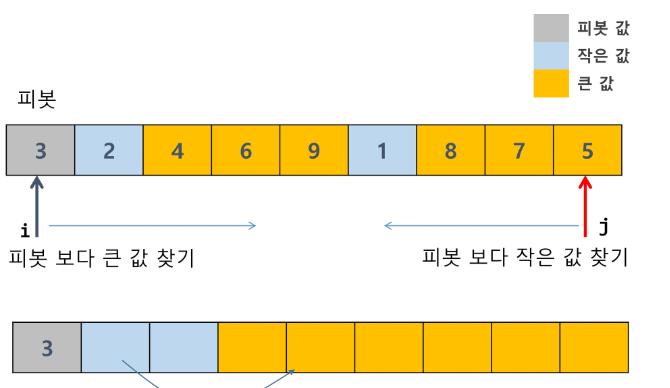 피봇 값
작은 값
큰 값
피봇
3 2 4 6 9 1 8 7 5
i j
피봇 보다 큰 값 찾기 피봇 보다 작은 값 찾기
3